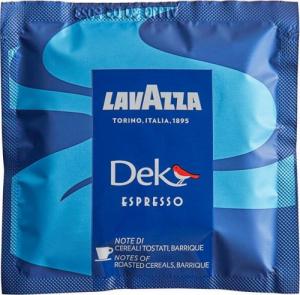 LAVAZZA
TORINO, ITALIA, 1895
Dek
ESPRESSO
NOTE DI
CEREALI TOSTATI, BARRIQUE
NOTES OF
ROASTED CEREALS, BARRIQUE